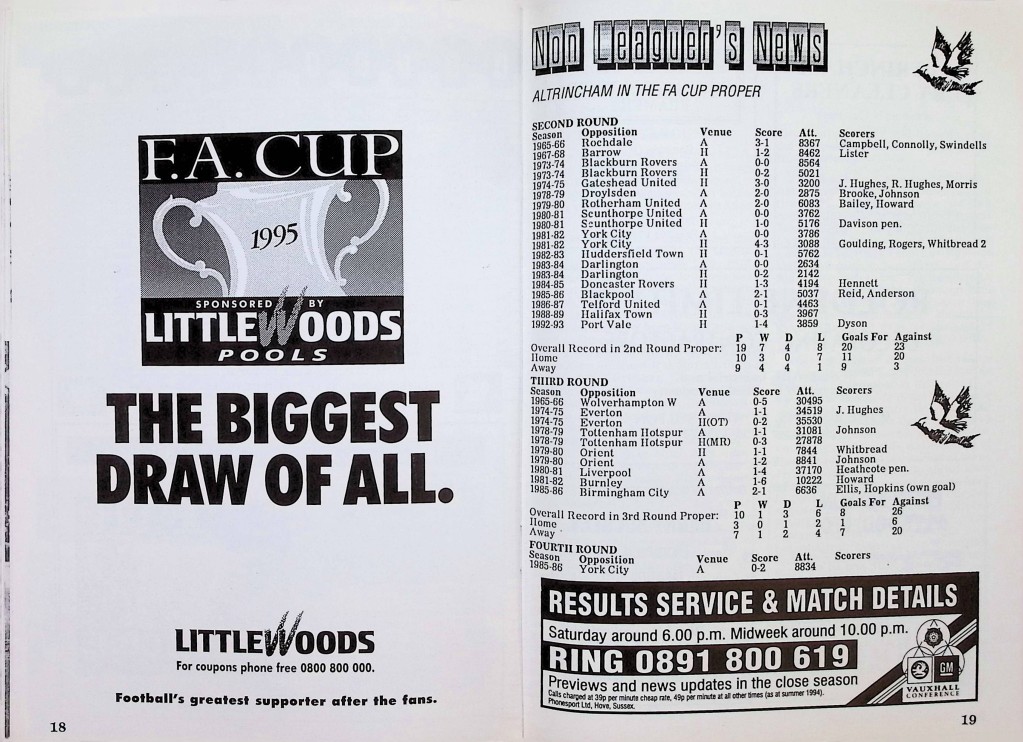 F.A. CUP
1995
SPONSORED BY
LITTLEWOODS
POOLS
THE BIGGEST
DRAW OF ALL.
LITTLEWOODS
For coupons phone free 0800 800 000.
Football's greatest supporter after the fans.
18
Non Leaguer's News
ALTRINCHAM IN THE FA CUP PROPER
SECOND ROUND
Season Opposition Venue Score Att. Scorers
1965-66 Rochdale A 3-1 8367 Campbell, Connolly, Swindells
1967-68 Barrow H 1-2 8462 Lister
1973-74 Blackburn Rovers A 0-0 8564
1973-74 Blackburn Rovers H 0-2 5021
1974-75 Gateshead United H 3-0 3200 J. Hughes, R. Hughes, Morris
1978-79 Droylsden A 2-0 2875 Brooke, Johnson
1979-80 Rotherham United A 2-0 6083 Bailey, Howard
1980-81 Scunthorpe United A 0-0 3762
1980-81 Scunthorpe United H 1-0 5176 Davison pen.
1981-82 York City A 0-0 3786
1981-82 York City H 4-3 3088 Goulding, Rogers, Whitbread 2
1982-83 Huddersfield Town H 0-1 5762
1983-84 Darlington A 0-0 2634
1983-84 Darlington H 0-2 2142
1984-85 Doncaster Rovers H 1-3 4194 Hennett
1985-86 Blackpool A 2-1 5037 Reid, Anderson
1986-87 Telford United A 0-1 4463
1988-89 Halifax Town H 0-3 3967
1992-93 Port Vale H 1-4 3859 Dyson
P W D L Goals For Against
Overall Record in 2nd Round Proper: 19 7 4 8 20 23
Home 10 3 0 7 11 20
Away 9 4 4 1 9 3
THIRD ROUND
Season Opposition Venue Score Att. Scorers
1965-66 Wolverhampton W A 0-5 30495
1974-75 Everton A 1-1 34519 J. Hughes
1974-75 Everton H(OT) 0-2 35530
1978-79 Tottenham Hotspur A 1-1 31081 Johnson
1978-79 Tottenham Hotspur H(MR) 0-3 27878
1979-80 Orient H 1-1 7844 Whitbread
1979-80 Orient A 1-2 8841 Johnson
1980-81 Liverpool A 1-4 37170 Heathcote pen.
1981-82 Burnley A 1-6 10222 Howard
1985-86 Birmingham City A 2-1 6636 Ellis, Hopkins (own goal)
P W D L Goals For Against
Overall Record in 3rd Round Proper: 10 1 3 6 8 26
Home 3 0 1 2 1 6
Away 7 1 2 4 7 20
FOURTH ROUND
Season Opposition Venue Score Att. Scorers
1985-86 York City A 0-2 8834
RESULTS SERVICE & MATCH DETAILS
Saturday around 6.00 p.m. Midweek around 10.00 p.m.
RING 0891 800 619
Previews and news updates in the close season
Calls charged at 39p per minute cheap rate, 49p per minute at all other times (as at summer 1994).
Phonesport Ltd, Hove, Sussex.
GM
VAUXHALL
CONFERENCE
19